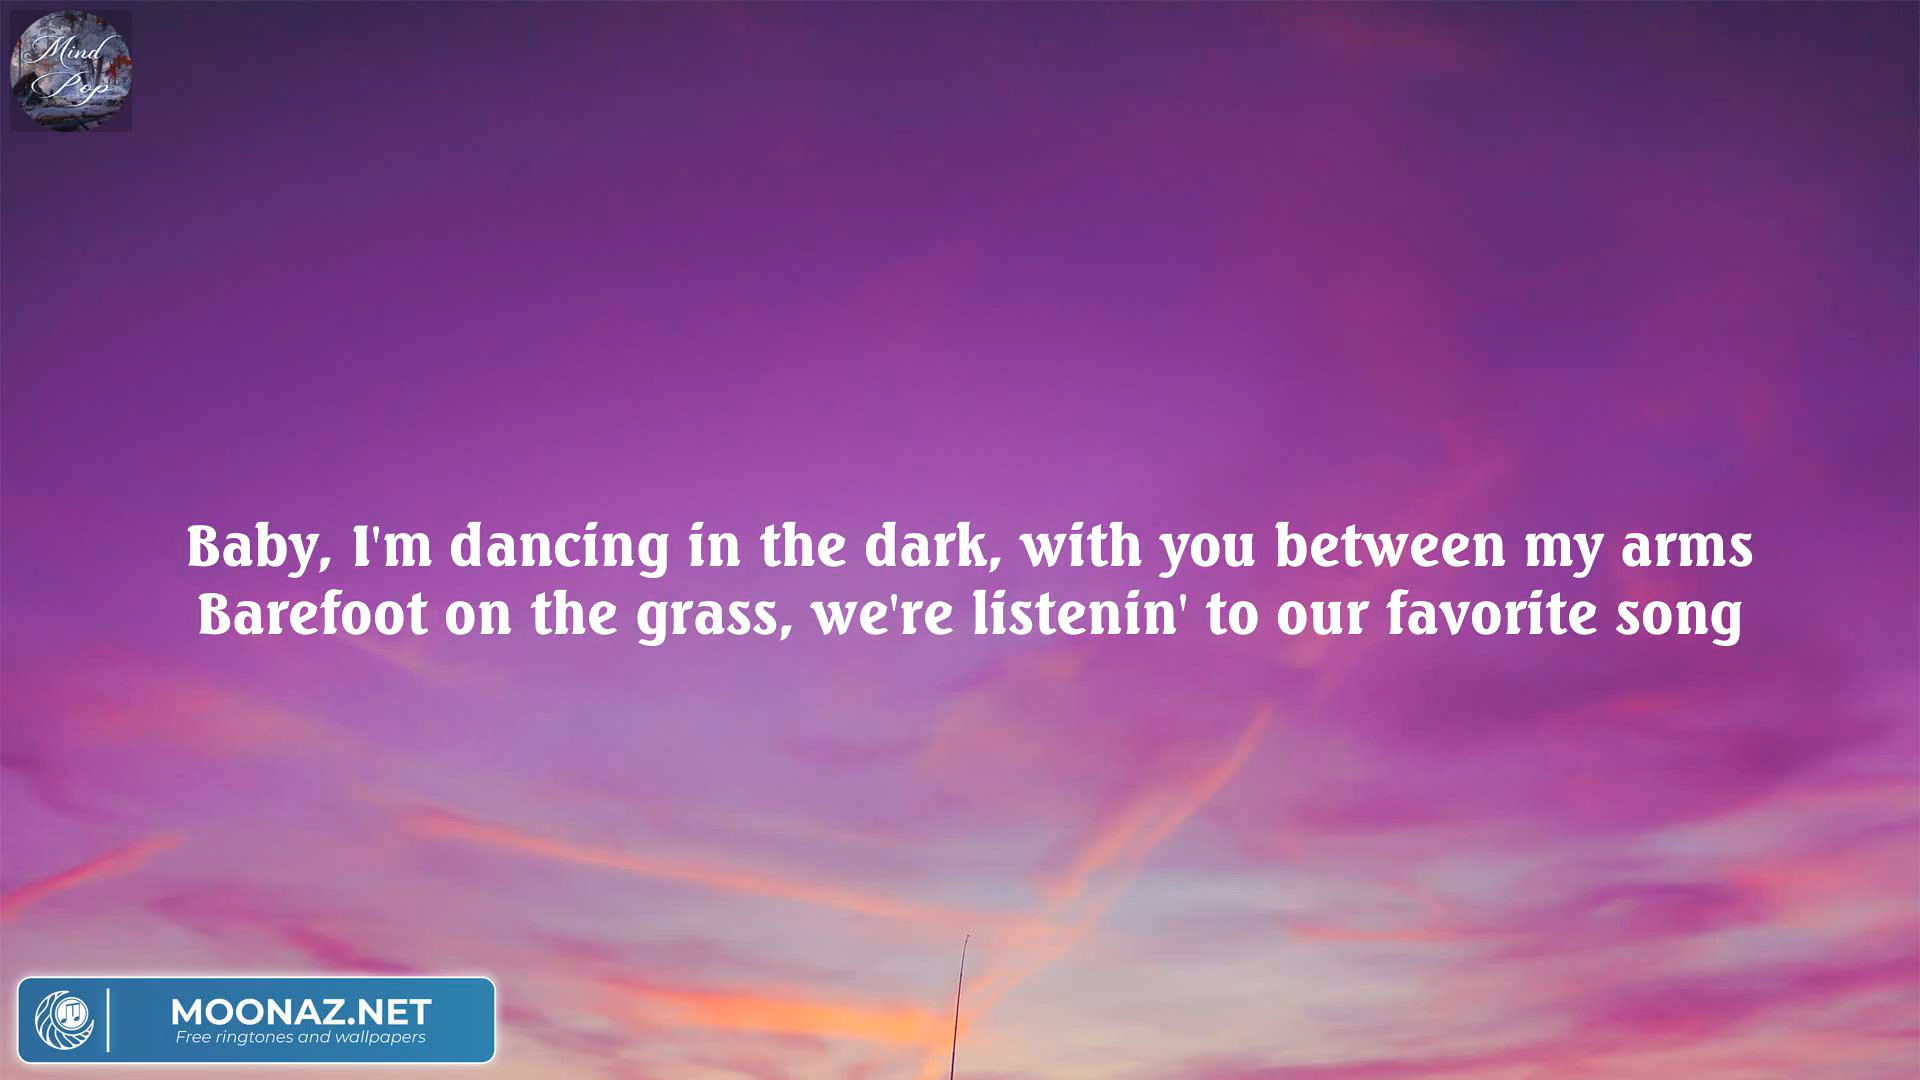 Mind
Pop
Baby, I'm dancing in the dark, with you between my arms
Barefoot on the grass, we're listenin' to our favorite song
MOONAZ.NET
Free ringtones and wallpapers